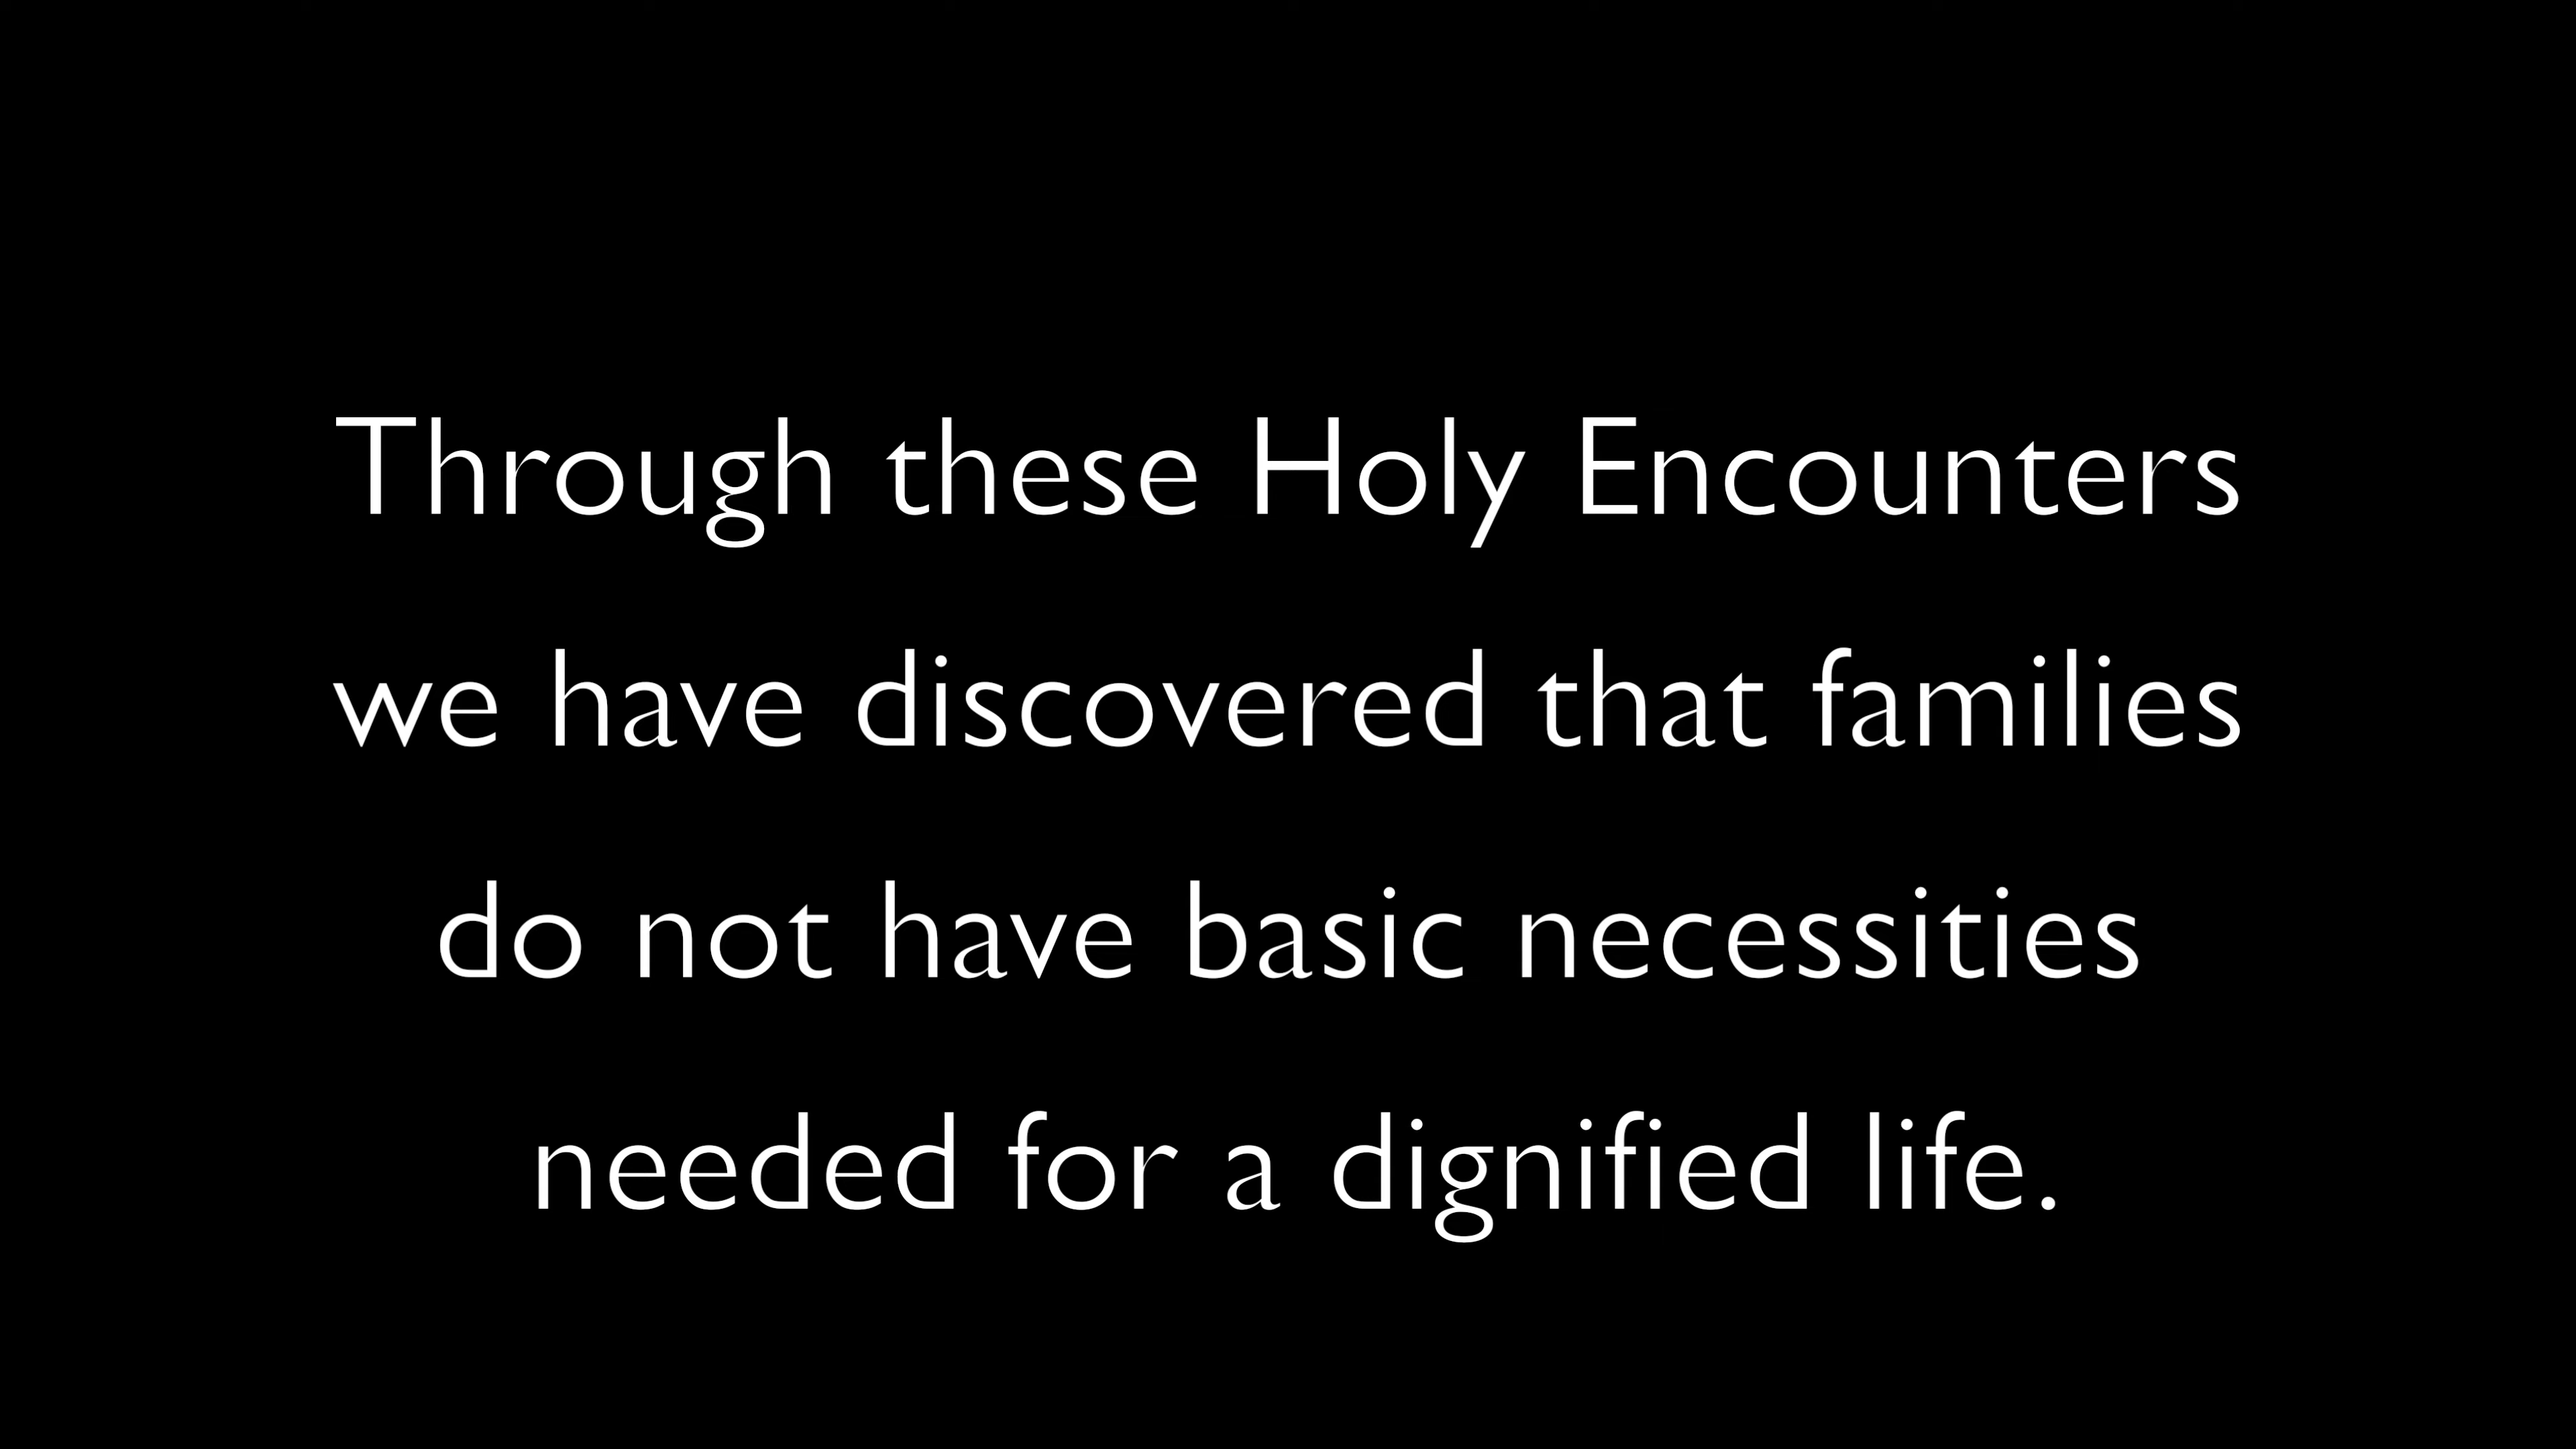 Through these Holy Encounters
we have discovered that families
do not have basic necessities
needed for a dignified life.